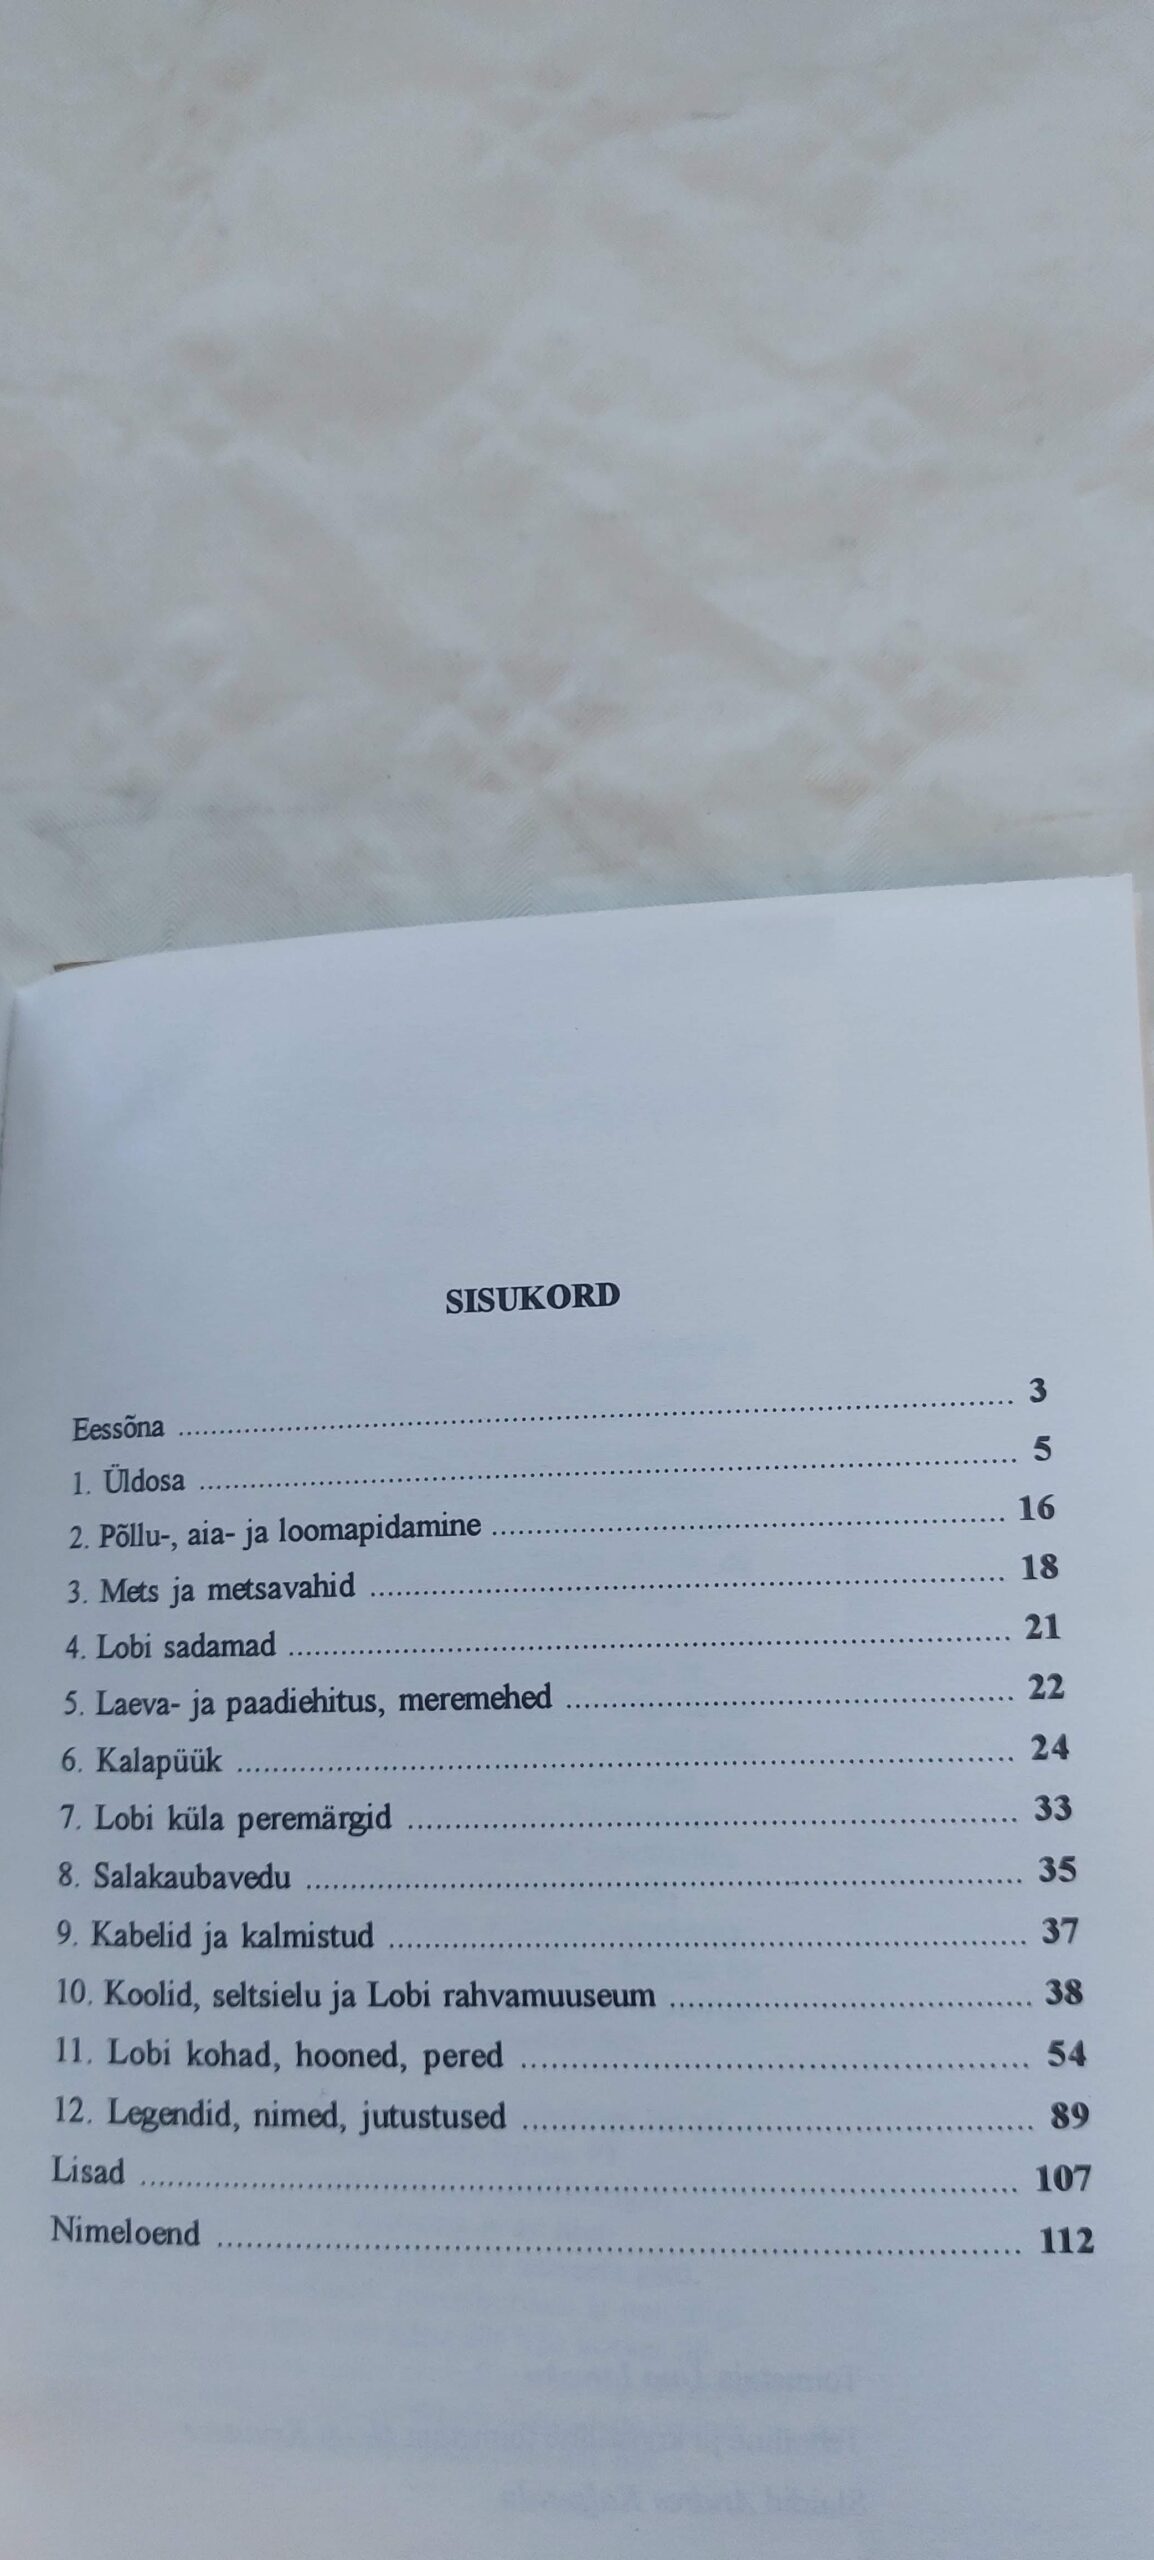 SISUKORD
Eessõna ........ 3
1. Üldosa ........ 5
2. Põllu-, aia- ja loomapidamine ........ 16
3. Mets ja metsavahid ........ 18
4. Lobi sadamad ........ 21
5. Laeva- ja paadiehitus, meremehed ........ 22
6. Kalapüük ........ 24
7. Lobi küla peremärgid ........ 33
8. Salakaubavedu ........ 35
9. Kabelid ja kalmistud ........ 37
10. Koolid, seltsielu ja Lobi rahvamuuseum ........ 38
11. Lobi kohad, hooned, pered ........ 54
12. Legendid, nimed, jutustused ........ 89
Lisad ........ 107
Nimeloend ........ 112